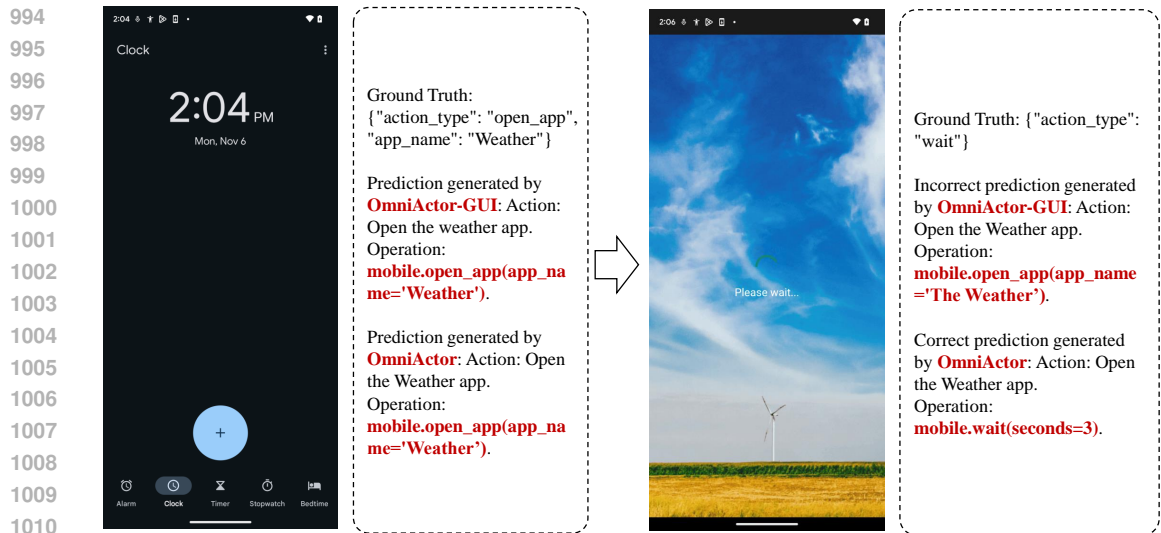 994
995
996
997
998
999
1000
1001
1002
1003
1004
1005
1006
1007
1008
1009
1010
2:04
Clock
2:04 PM
Mon, Nov 6
+
Alarm Clock Timer Stopwatch Bedtime
Ground Truth:
{"action_type": "open_app",
"app_name": "Weather"}
Prediction generated by
OmniActor-GUI: Action:
Open the weather app.
Operation:
mobile.open_app(app_na
me='Weather').
Prediction generated by
OmniActor: Action: Open
the Weather app.
Operation:
mobile.open_app(app_na
me='Weather’).
2:06
Please wait...
Ground Truth: {"action_type":
"wait"}
Incorrect prediction generated
by OmniActor-GUI: Action:
Open the Weather app.
Operation:
mobile.open_app(app_name
='The Weather’).
Correct prediction generated
by OmniActor: Action: Open
the Weather app.
Operation:
mobile.wait(seconds=3).